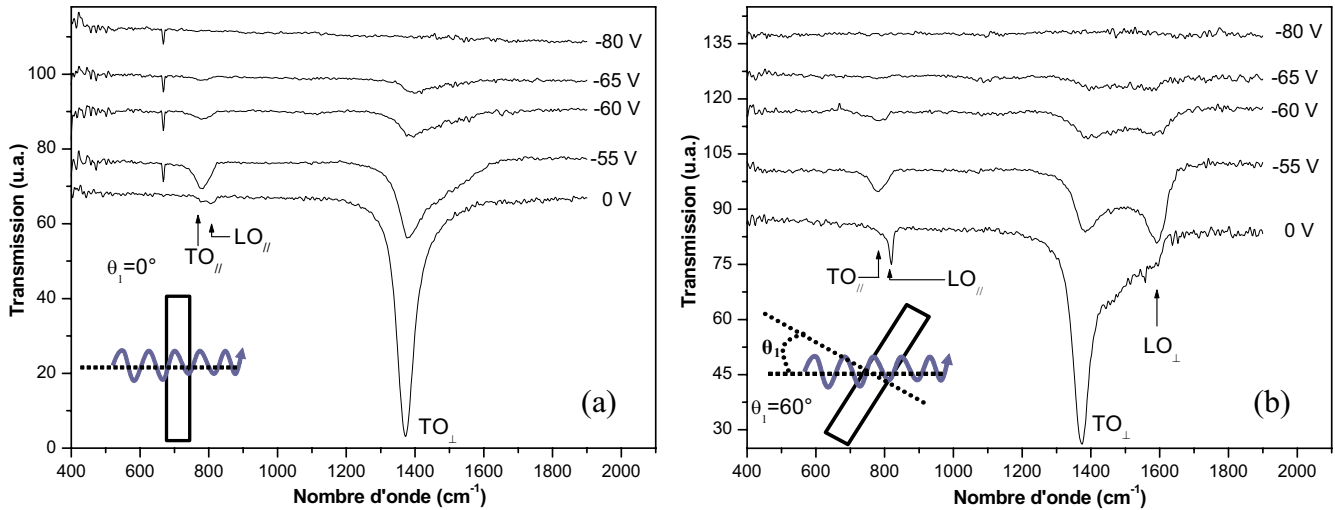 -80 V
100
-65 V
-60 V
80
-55 V
0 V
60
LO//
TO//
θ1=0°
40
20
(a)
TO⊥
0
400 600 800 1000 1200 1400 1600 1800 2000
Nombre d'onde (cm-1)
Transmission (u.a.)
135
-80 V
-65 V
120
-60 V
105
-55 V
90
0 V
75
TO//
LO//
60
θ1
LO⊥
45
θ1=60°
(b)
TO⊥
30
400 600 800 1000 1200 1400 1600 1800 2000
Nombre d'onde (cm-1)
Transmission (u.a.)